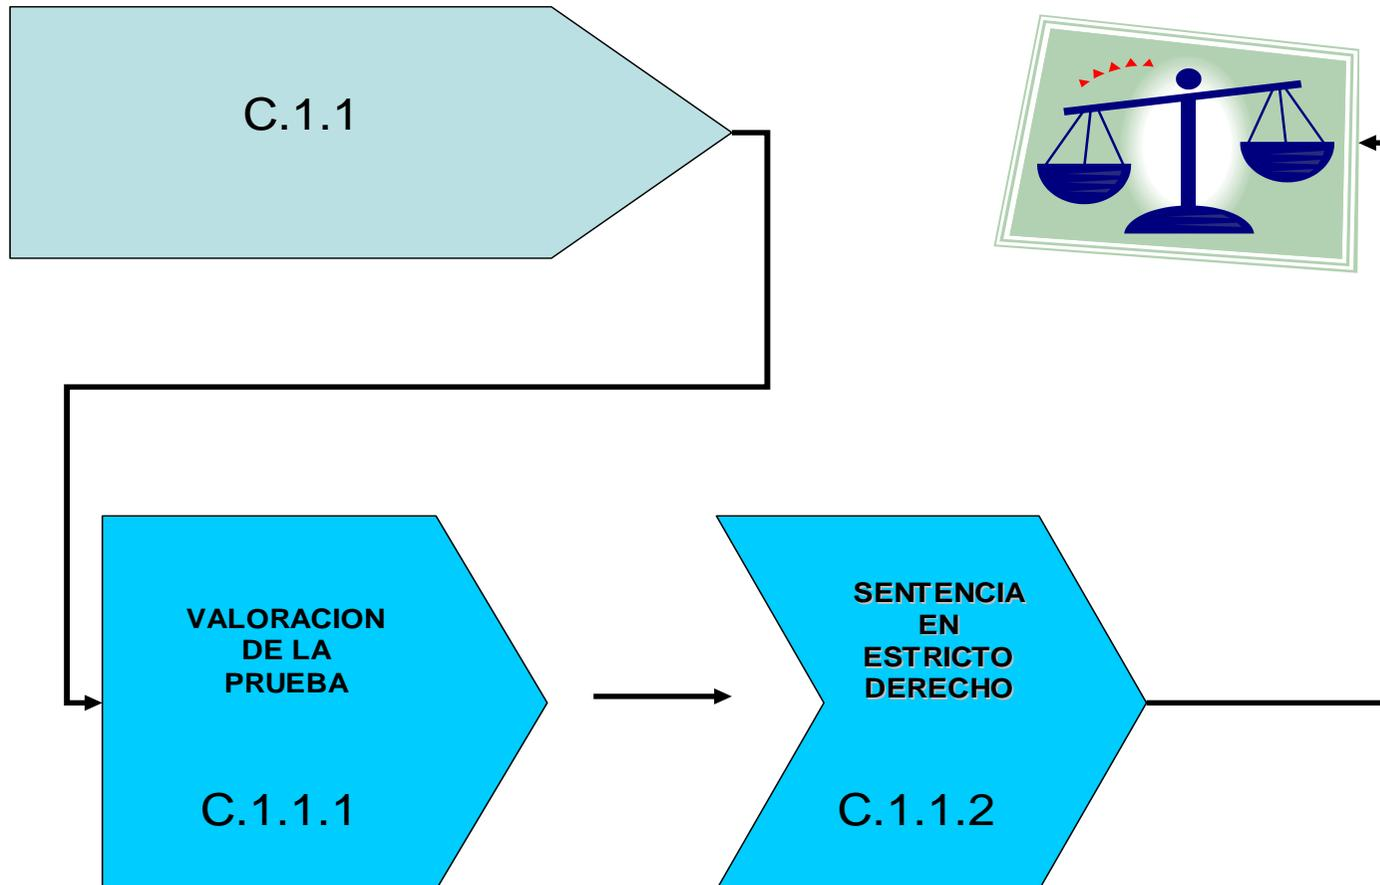 C.1.1
VALORACION
DE LA
PRUEBA
C.1.1.1
SENTENCIA
EN
ESTRICTO
DERECHO
C.1.1.2